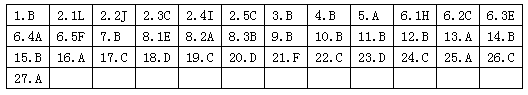 1.B 2.1L 2.2J 2.3C 2.4I 2.5C 3.B 4.B 5.A 6.1H 6.2C 6.3E
6.4A 6.5F 7.B 8.1E 8.2A 8.3B 9.B 10.B 11.B 12.B 13.A 14.B
15.B 16.A 17.C 18.D 19.C 20.D 21.F 22.C 23.D 24.C 25.A 26.C
27.A